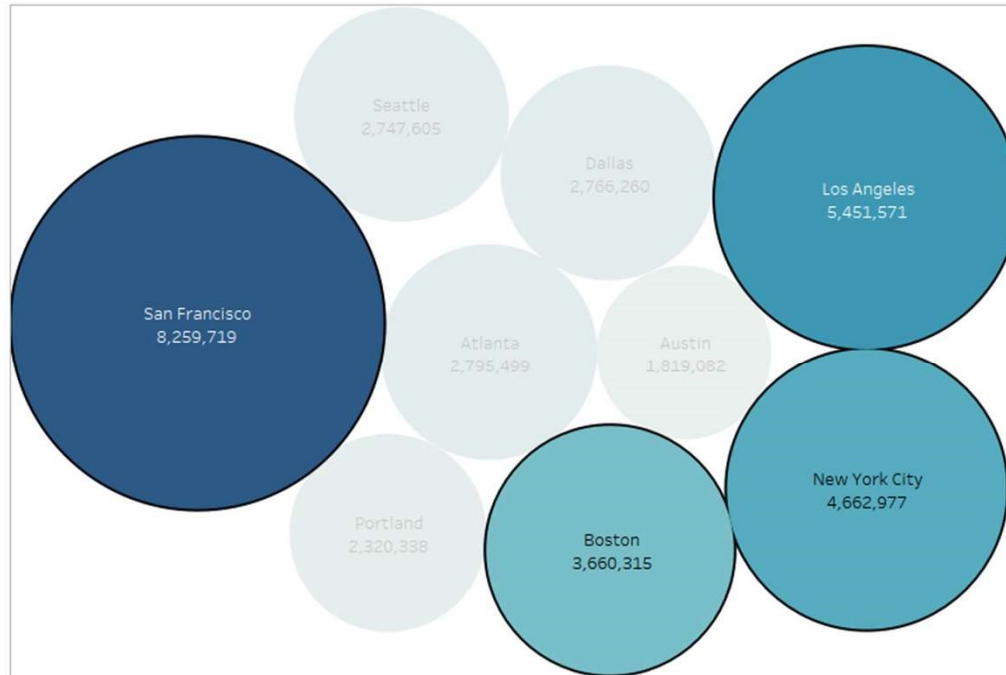 Seattle
2,747,605
Dallas
2,766,260
Los Angeles
5,451,571
San Francisco
8,259,719
Atlanta
2,795,499
Austin
1,819,082
New York City
4,662,977
Portland
2,320,338
Boston
3,660,315